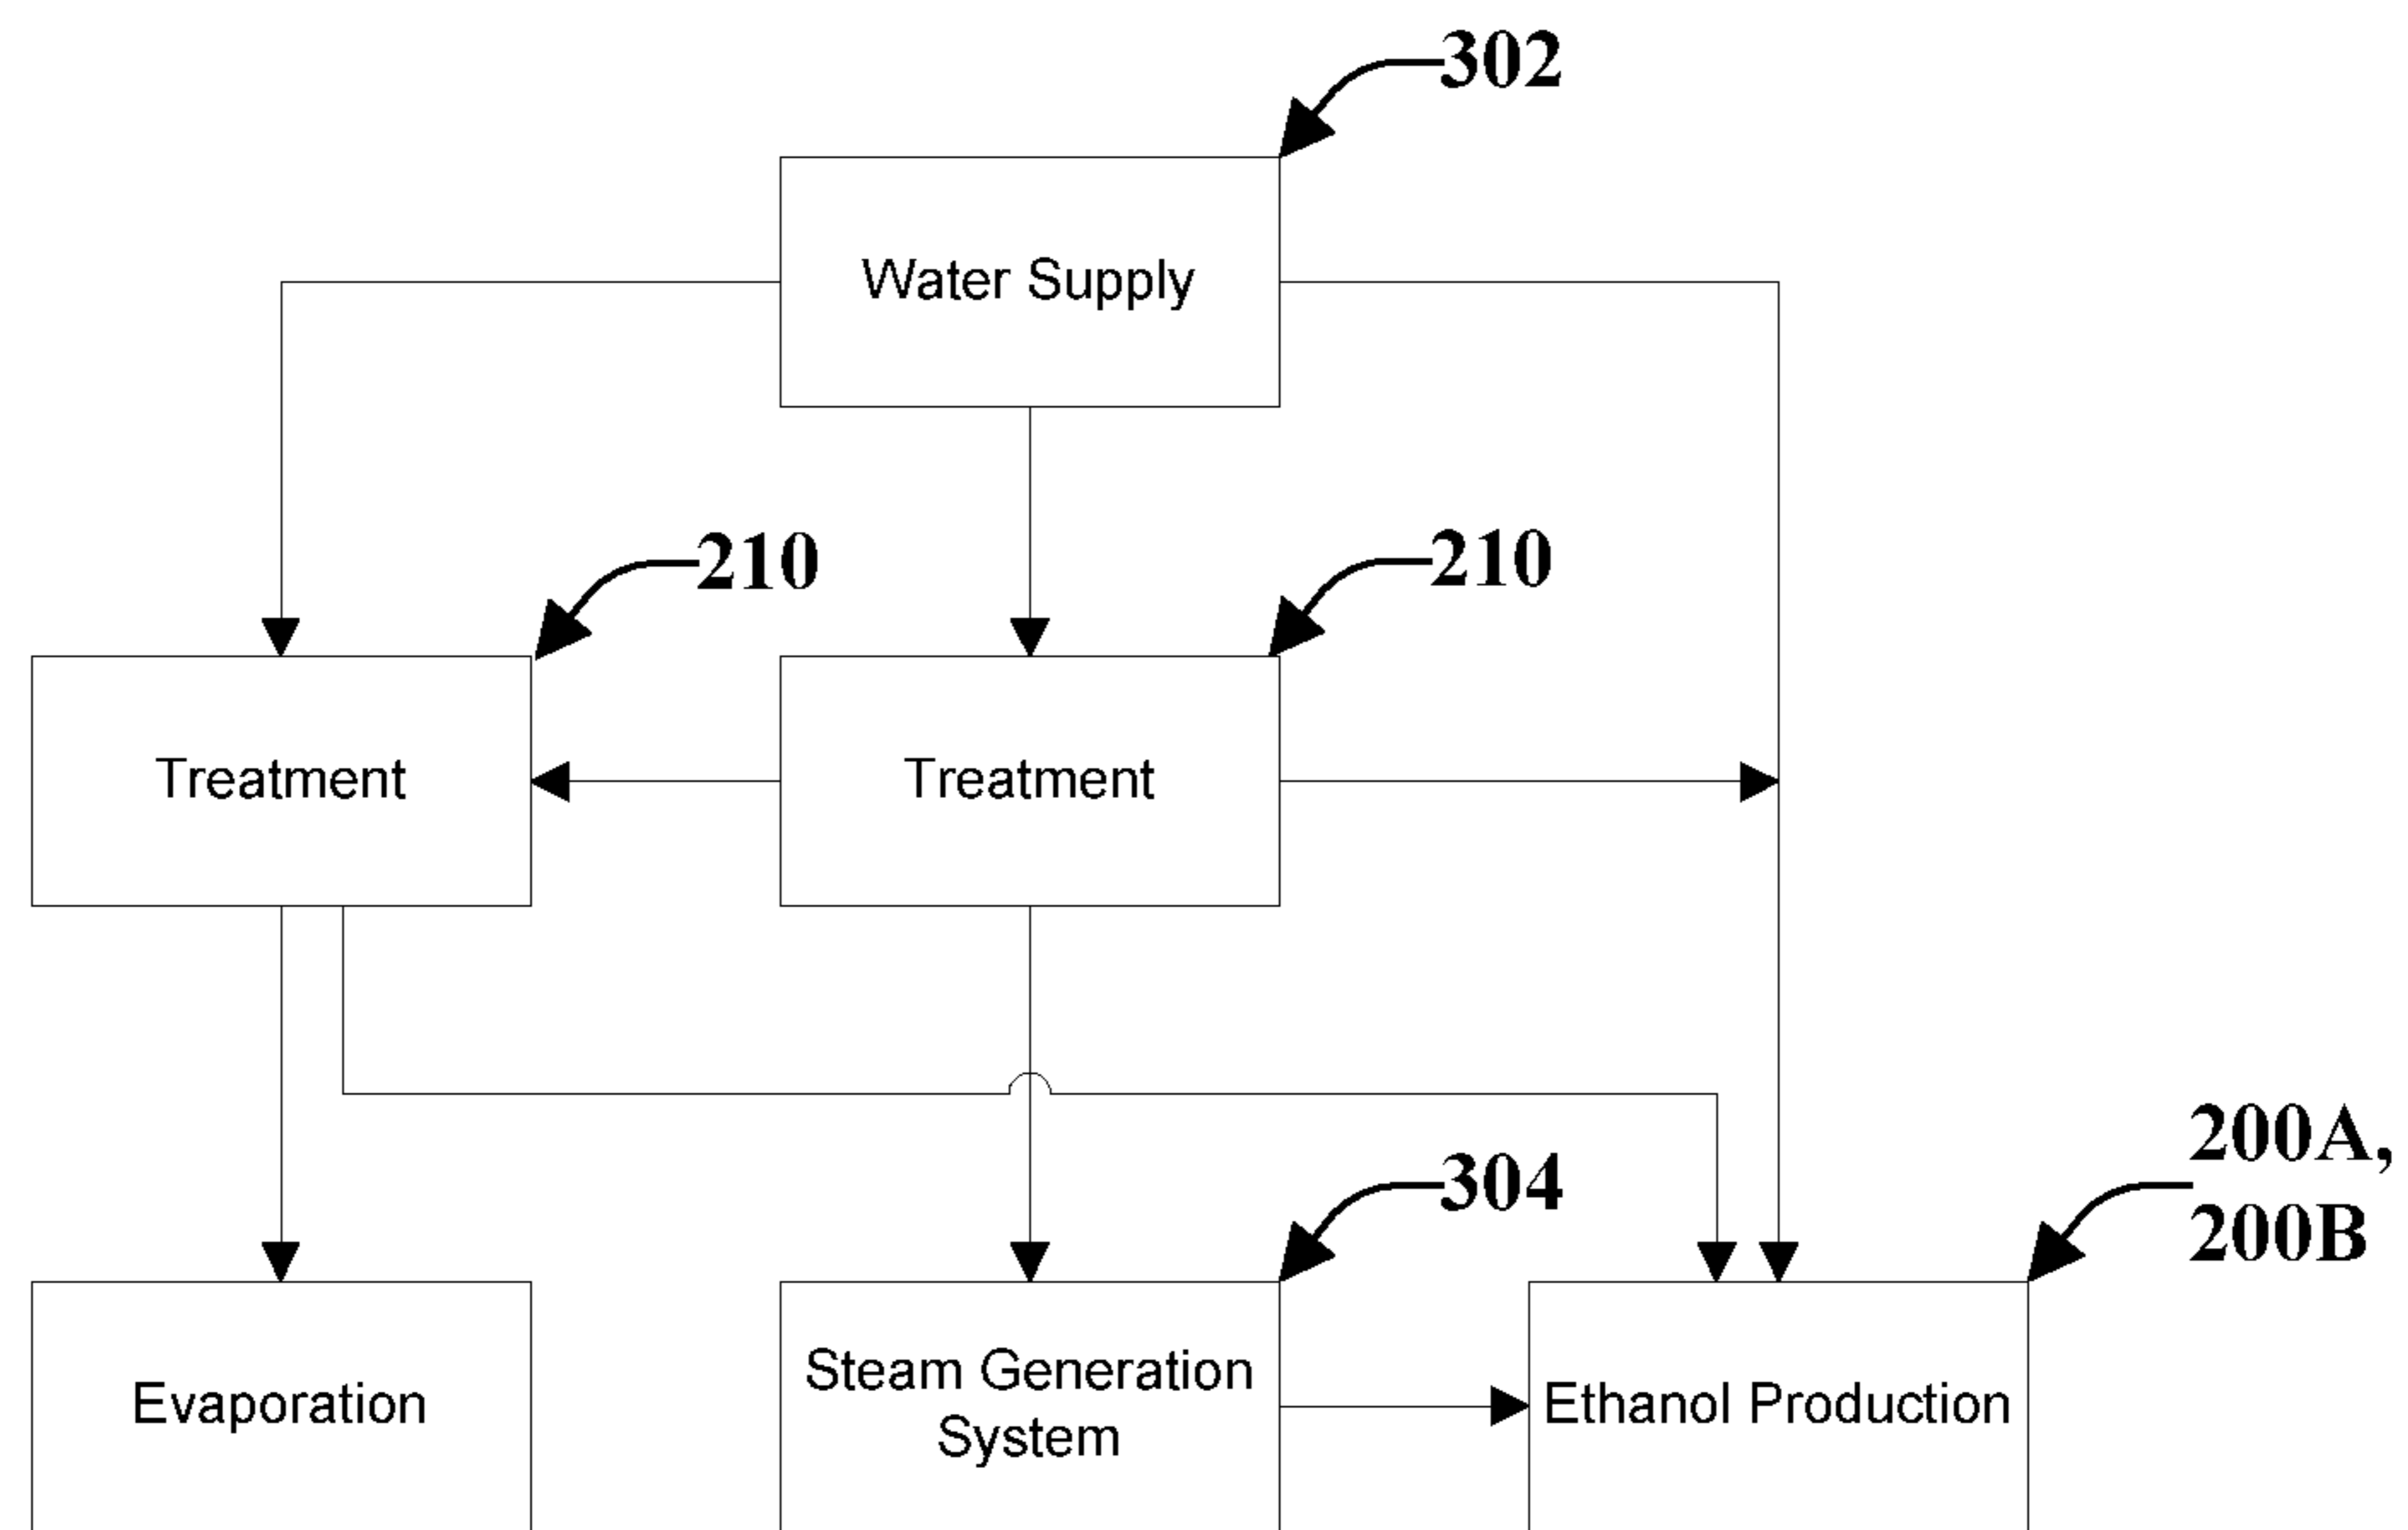 302
Water Supply
210
210
Treatment
Treatment
200A,
304
200B
Evaporation
Steam Generation
System
Ethanol Production